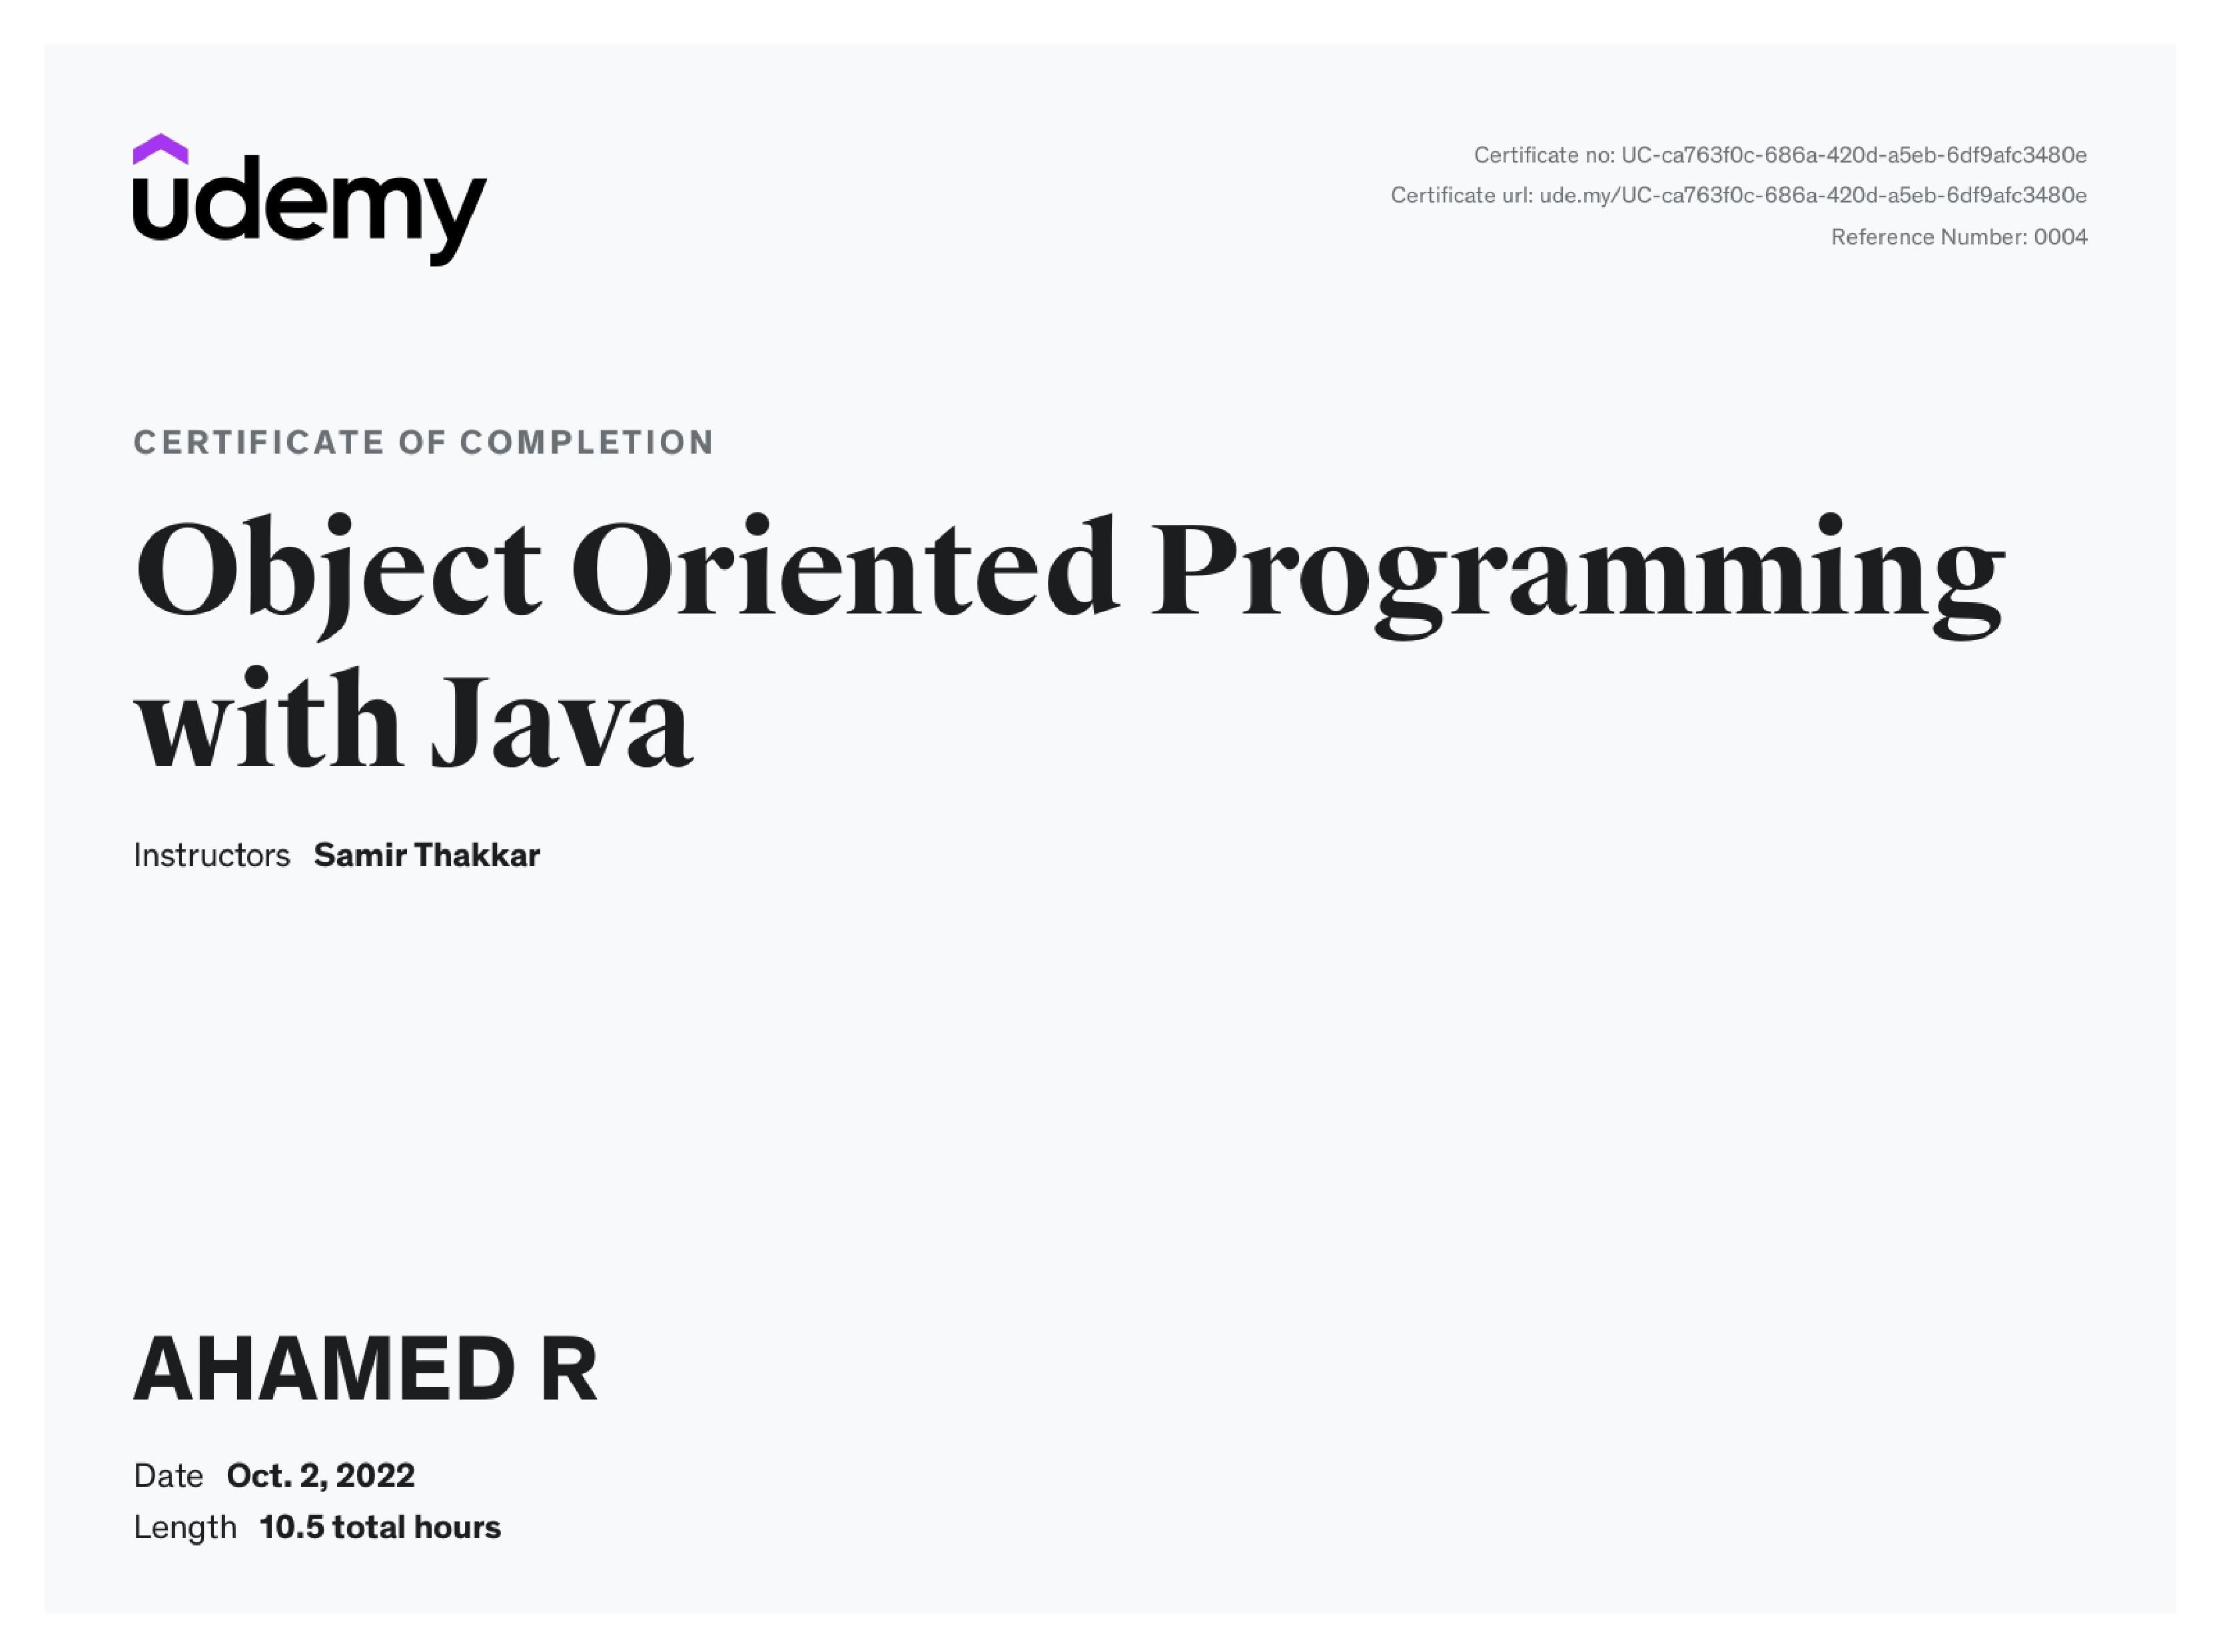 udemy
Certificate no: UC-ca763f0c-686a-420d-a5eb-6df9afc3480e
Certificate url: ude.my/UC-ca763f0c-686a-420d-a5eb-6df9afc3480e
Reference Number: 0004
CERTIFICATE OF COMPLETION
Object Oriented Programming
with Java
Instructors Samir Thakkar
AHAMED R
Date Oct. 2, 2022
Length 10.5 total hours